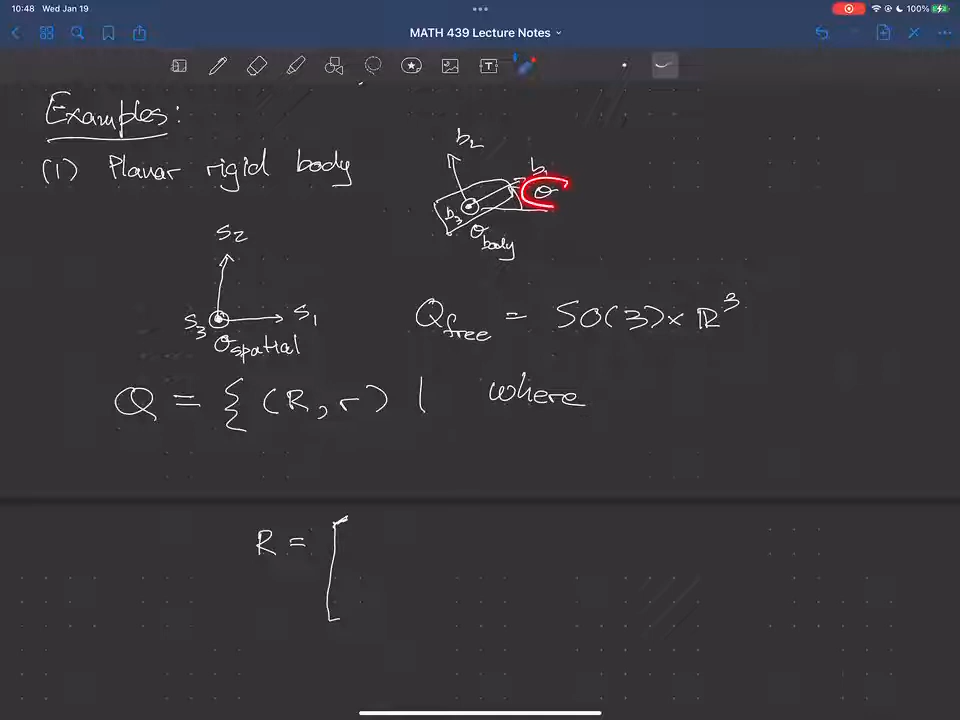 10:48 Wed Jan 19
100%
MATH 439 Lecture Notes
Examples:
(1) Planar rigid body
b2
b1
θ
b3
O body
s2
s3
s1
O spatial
Q free = SO(3) × ℝ^3
Q = { (R, r) | where
R = [